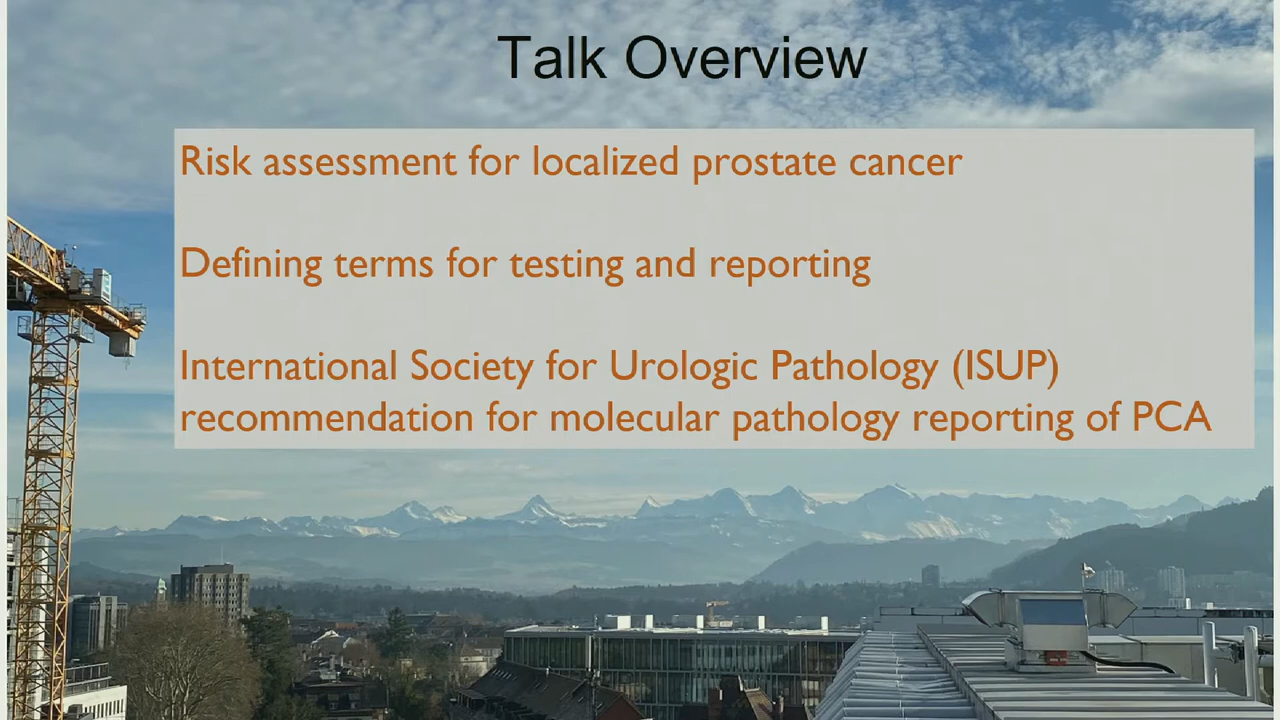 Talk Overview
Risk assessment for localized prostate cancer
Defining terms for testing and reporting
International Society for Urologic Pathology (ISUP)
recommendation for molecular pathology reporting of PCA